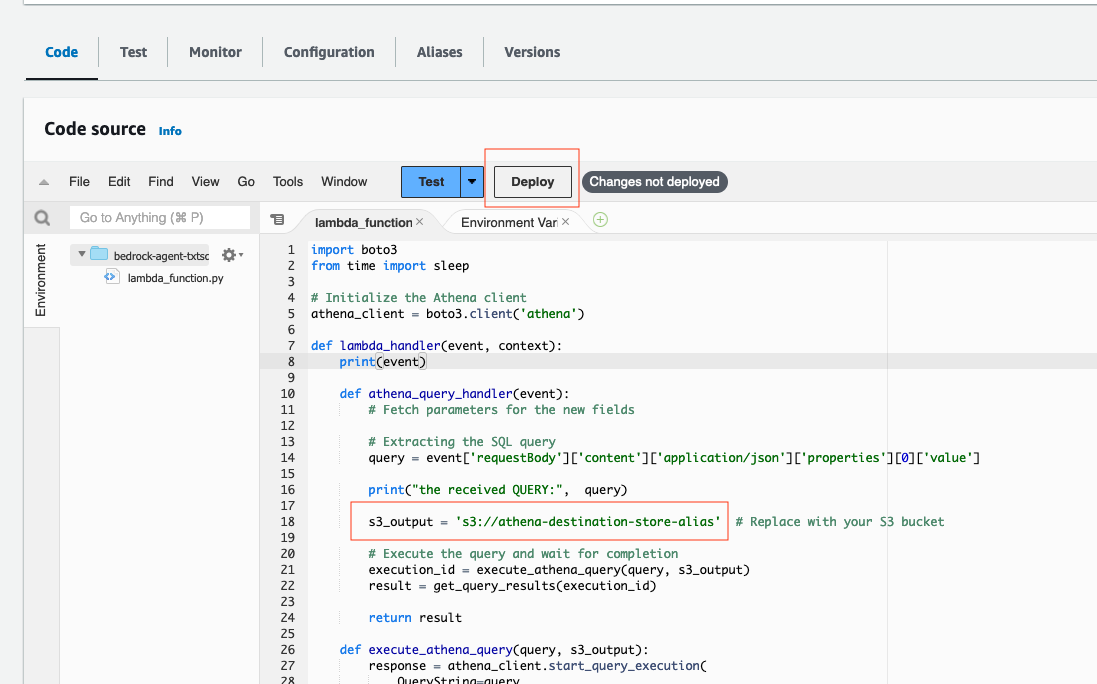 Code Test Monitor Configuration Aliases Versions
Code source Info
File Edit Find View Go Tools Window Test Deploy Changes not deployed
Go to Anything (⌘ P)
lambda_function × Environment Vari ×
Environment
bedrock-agent-txtsc
lambda_function.py
1 import boto3
2 from time import sleep
3
4 # Initialize the Athena client
5 athena_client = boto3.client('athena')
6
7 def lambda_handler(event, context):
8     print(event)
9
10     def athena_query_handler(event):
11         # Fetch parameters for the new fields
12
13         # Extracting the SQL query
14         query = event['requestBody']['content']['application/json']['properties'][0]['value']
15
16         print("the received QUERY:",  query)
17
18         s3_output = 's3://athena-destination-store-alias'  # Replace with your S3 bucket
19
20         # Execute the query and wait for completion
21         execution_id = execute_athena_query(query, s3_output)
22         result = get_query_results(execution_id)
23
24         return result
25
26     def execute_athena_query(query, s3_output):
27         response = athena_client.start_query_execution(
28             QueryString=query,